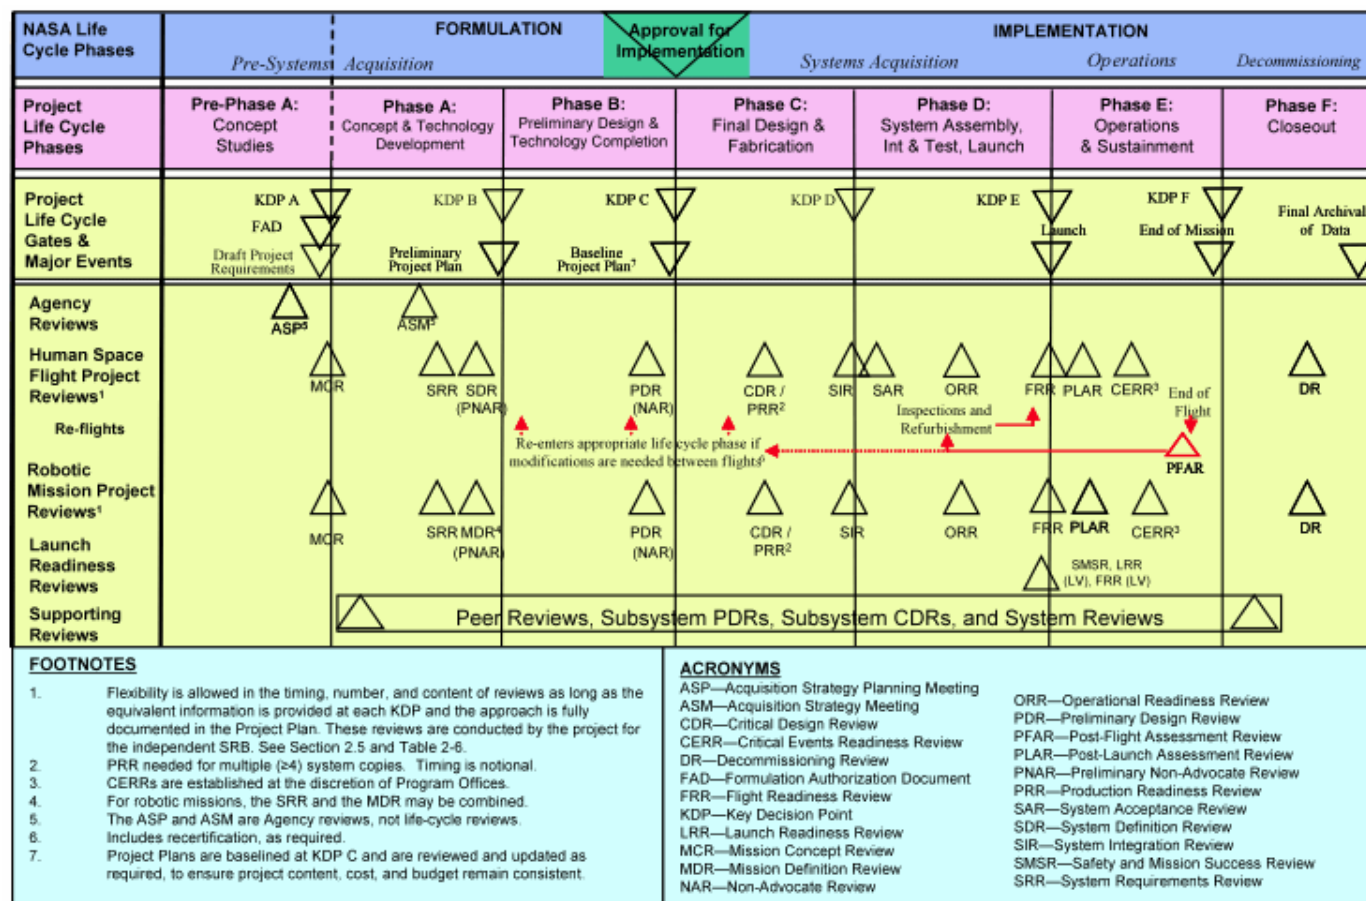 NASA Life
Cycle Phases
FORMULATION
Approval for
Implementation
IMPLEMENTATION
Pre-Systems Acquisition
Systems Acquisition
Operations
Decommissioning
Project
Life Cycle
Phases
Pre-Phase A:
Concept
Studies
Phase A:
Concept & Technology
Development
Phase B:
Preliminary Design &
Technology Completion
Phase C:
Final Design &
Fabrication
Phase D:
System Assembly,
Int & Test, Launch
Phase E:
Operations
& Sustainment
Phase F:
Closeout
Project
Life Cycle
Gates &
Major Events
KDP A
KDP B
KDP C
KDP D
KDP E
KDP F
FAD
Launch
End of Mission
Final Archival
of Data
Draft Project
Requirements
Preliminary
Project Plan
Baseline
Project Plan⁷
Agency
Reviews
ASP⁵
ASM⁵
Human Space
Flight Project
Reviews¹
MCR
SRR
SDR
(PNAR)
PDR
(NAR)
CDR /
PRR²
SIR
SAR
ORR
FRR
PLAR
CERR³
DR
Re-flights
Re-enters appropriate life cycle phase if
modifications are needed between flights⁶
Inspections and
Refurbishment
End of
Flight
PFAR
Robotic
Mission Project
Reviews¹
MCR
SRR
MDR⁴
(PNAR)
PDR
(NAR)
CDR /
PRR²
SIR
ORR
FRR
PLAR
CERR³
DR
Launch
Readiness
Reviews
SMSR, LRR
(LV), FRR (LV)
Supporting
Reviews
Peer Reviews, Subsystem PDRs, Subsystem CDRs, and System Reviews
FOOTNOTES
1. Flexibility is allowed in the timing, number, and content of reviews as long as the
equivalent information is provided at each KDP and the approach is fully
documented in the Project Plan. These reviews are conducted by the project for
the independent SRB. See Section 2.5 and Table 2-6.
2. PRR needed for multiple (≥4) system copies. Timing is notional.
3. CERRs are established at the discretion of Program Offices.
4. For robotic missions, the SRR and the MDR may be combined.
5. The ASP and ASM are Agency reviews, not life-cycle reviews.
6. Includes recertification, as required.
7. Project Plans are baselined at KDP C and are reviewed and updated as
required, to ensure project content, cost, and budget remain consistent.
ACRONYMS
ASP—Acquisition Strategy Planning Meeting
ASM—Acquisition Strategy Meeting
CDR—Critical Design Review
CERR—Critical Events Readiness Review
DR—Decommissioning Review
FAD—Formulation Authorization Document
FRR—Flight Readiness Review
KDP—Key Decision Point
LRR—Launch Readiness Review
MCR—Mission Concept Review
MDR—Mission Definition Review
NAR—Non-Advocate Review
ORR—Operational Readiness Review
PDR—Preliminary Design Review
PFAR—Post-Flight Assessment Review
PLAR—Post-Launch Assessment Review
PNAR—Preliminary Non-Advocate Review
PRR—Production Readiness Review
SAR—System Acceptance Review
SDR—System Definition Review
SIR—System Integration Review
SMSR—Safety and Mission Success Review
SRR—System Requirements Review